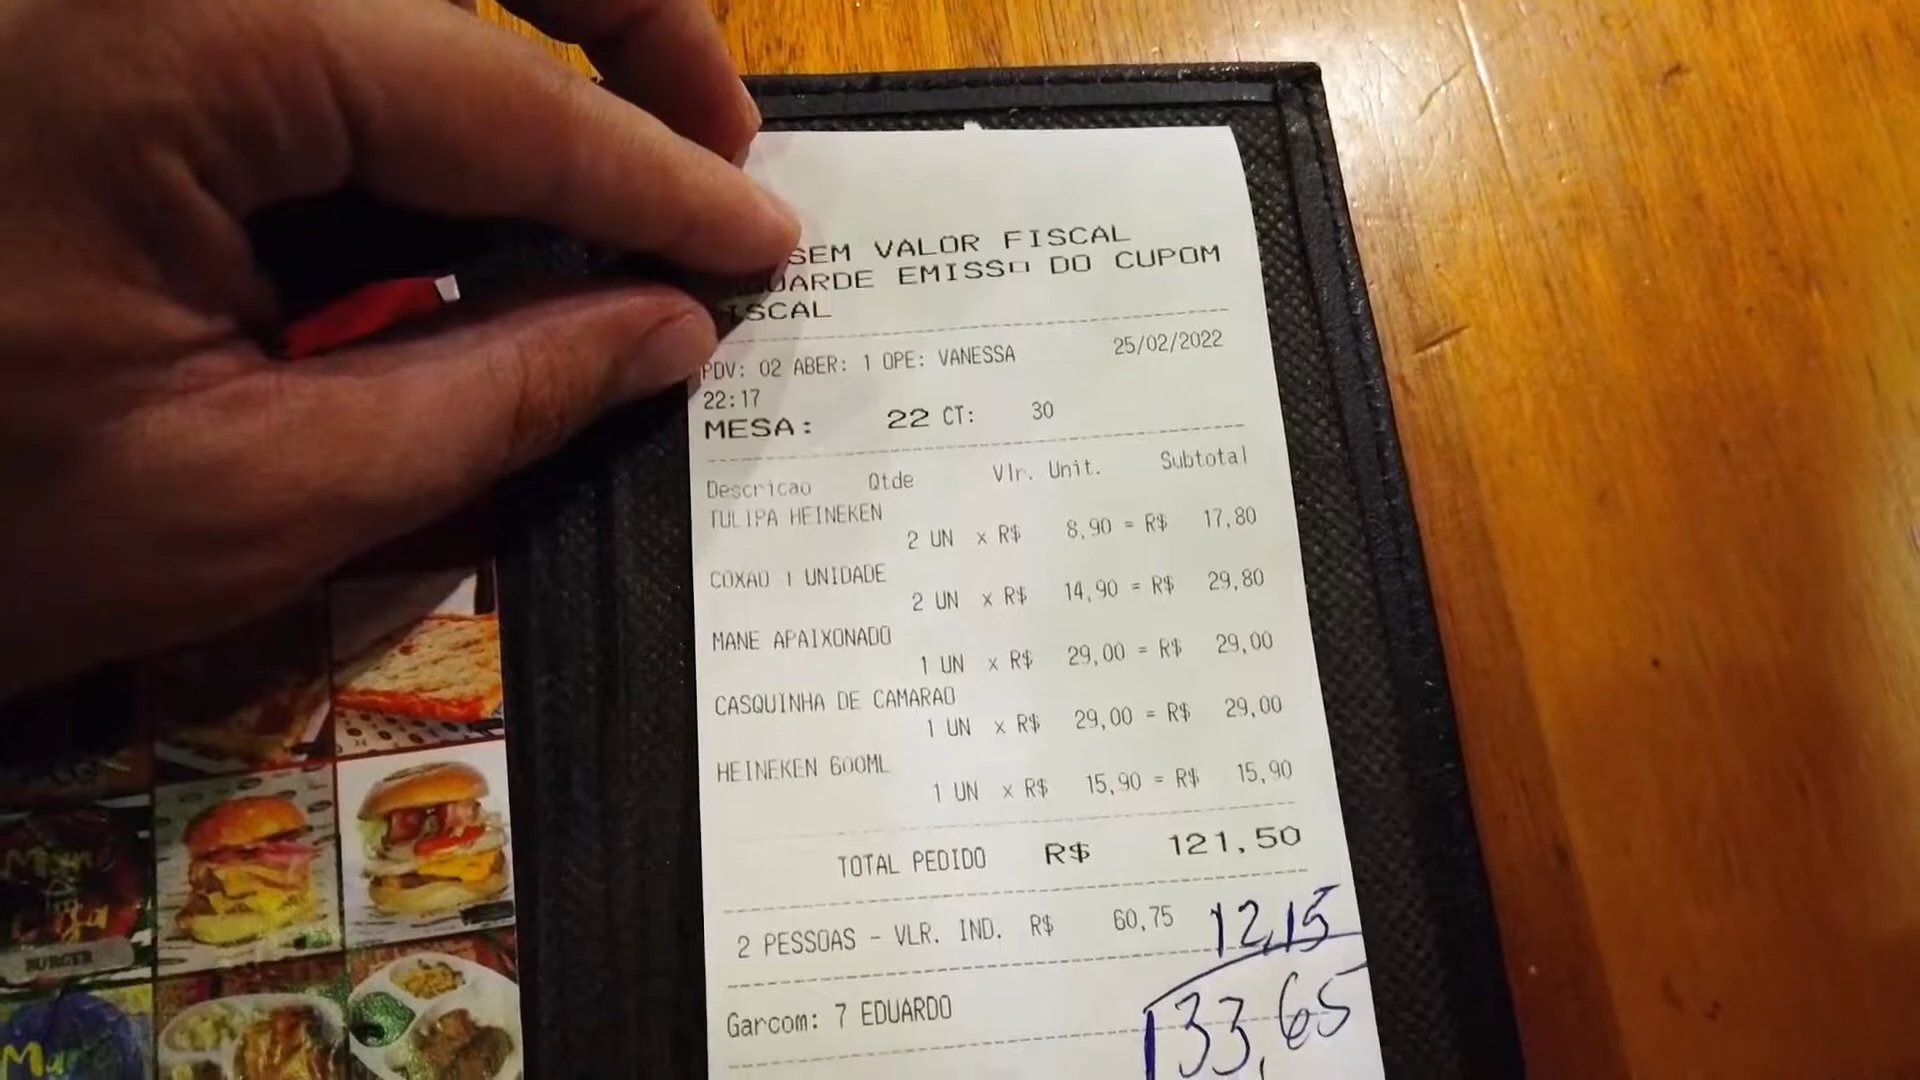 SEM VALOR FISCAL
UARDE EMISSO DO CUPOM
ISCAL
PDV: 02 ABER: 1 OPE: VANESSA 25/02/2022
22:17
MESA: 22 CT: 30
Descricao Qtde Vlr. Unit. Subtotal
TULIPA HEINEKEN
2 UN x R$ 8,90 = R$ 17,80
COXAO 1 UNIDADE
2 UN x R$ 14,90 = R$ 29,80
MANE APAIXONADO
1 UN x R$ 29,00 = R$ 29,00
CASQUINHA DE CAMARAO
1 UN x R$ 29,00 = R$ 29,00
HEINEKEN 600ML
1 UN x R$ 15,90 = R$ 15,90
TOTAL PEDIDO R$ 121,50
2 PESSOAS - VLR. IND. R$ 60,75 12,15
Garcom: 7 EDUARDO 133,65
BURGER